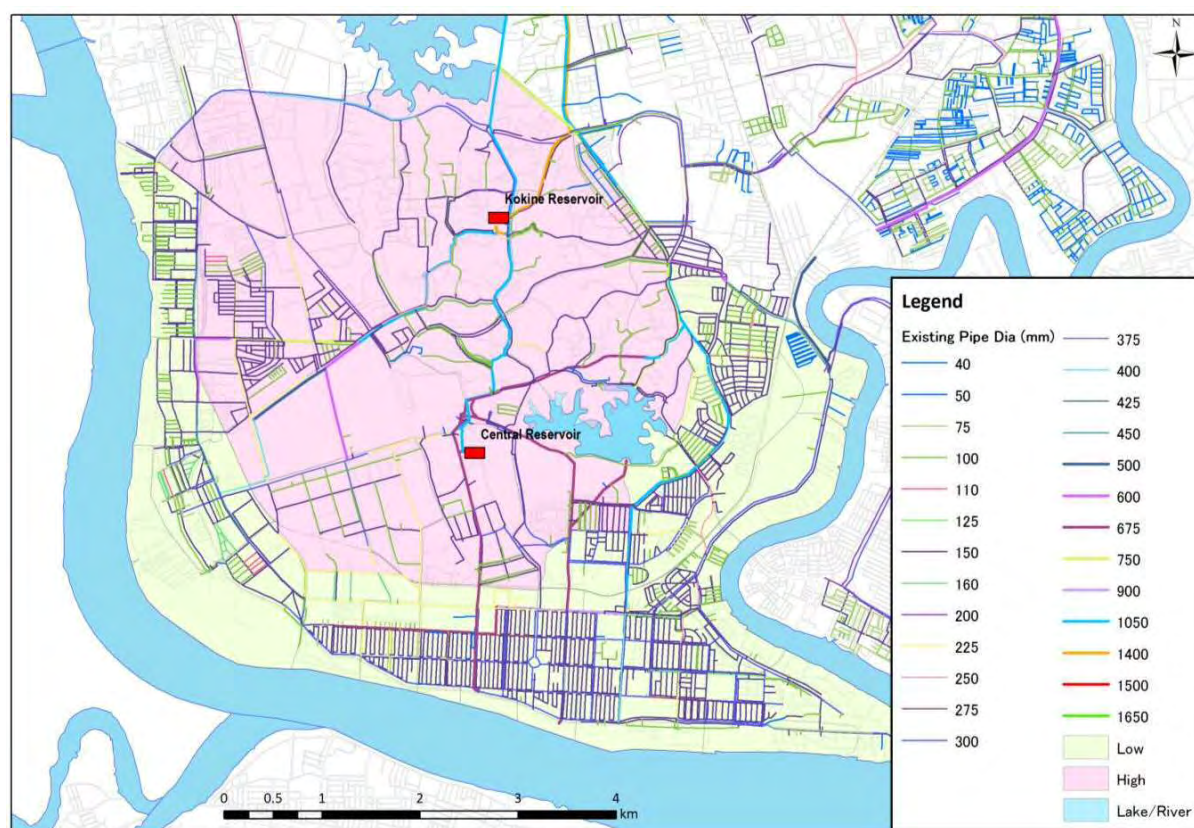 N
Kokine Reservoir
Central Reservoir
Legend
Existing Pipe Dia (mm)
40
50
75
100
110
125
150
160
200
225
250
275
300
375
400
425
450
500
600
675
750
900
1050
1400
1500
1650
Low
High
Lake/River
0 0.5 1 2 3 4
km